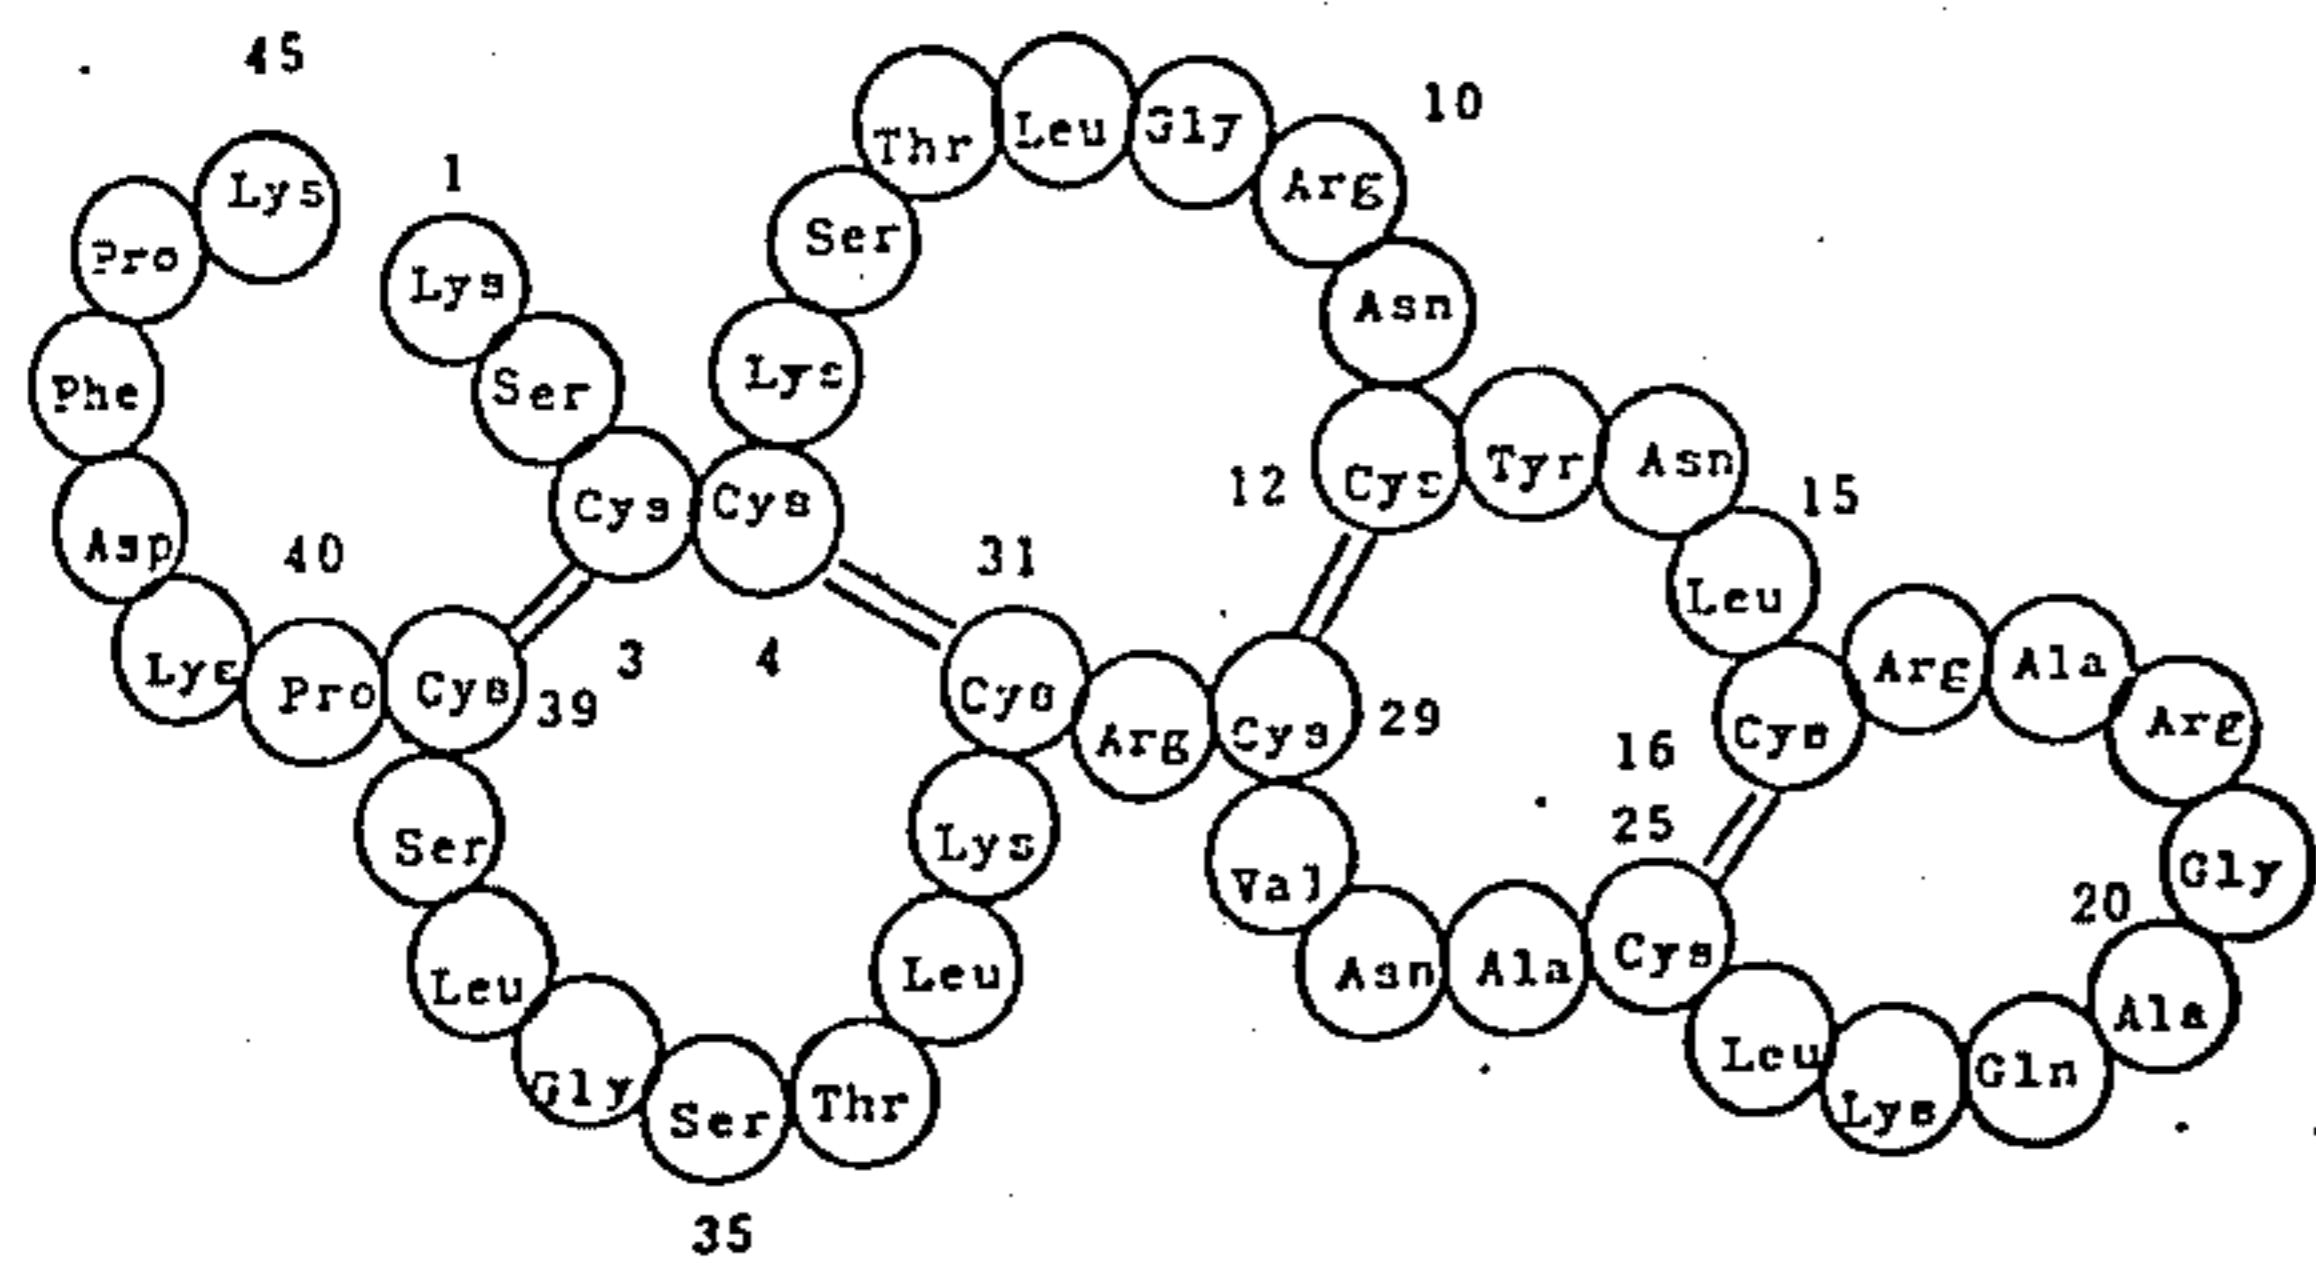 45
Lys
Pro
Phe
Asp
Lys
40
Pro
Cys
39
1
Lys
Ser
Cys
3
Cys
4
Lys
Ser
Thr
Leu
Gly
Arg
10
Asn
Cys
12
Tyr
Asn
Leu
15
Cys
16
Arg
Ala
Arg
Gly
20
Ala
Gln
Lys
Leu
Cys
25
Ala
Asn
Val
Cys
29
Arg
Cys
31
Lys
Leu
Thr
Ser
35
Gly
Leu
Ser